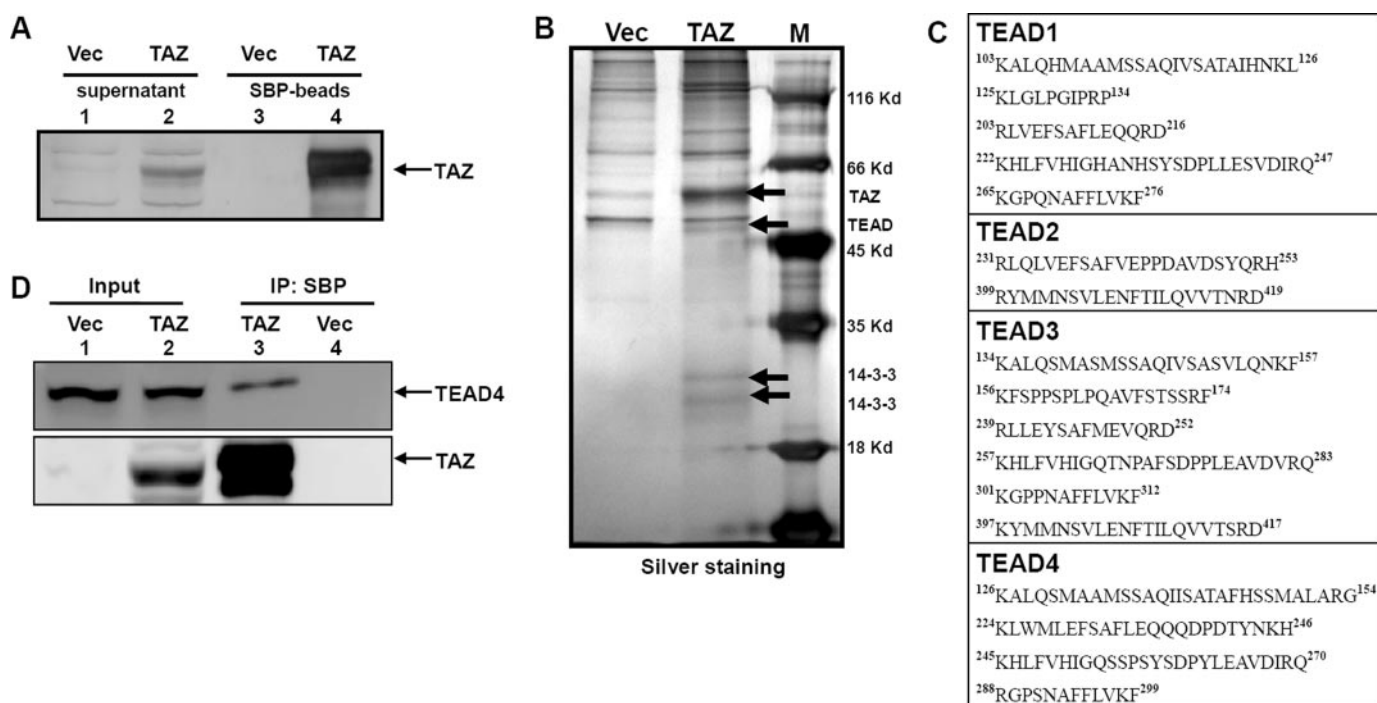 A
Vec TAZ Vec TAZ
supernatant SBP-beads
1 2 3 4
TAZ
B
Vec TAZ M
116 Kd
66 Kd
TAZ
TEAD
45 Kd
35 Kd
14-3-3
14-3-3
18 Kd
Silver staining
C
TEAD1
103KALQHMAAMSSAQIVSATAIHNKL126
125KLGLPGIPRP134
203RLVEFSAFLEQQRD216
222KHLFVHIGHANHSYSDPLLESVDIRQ247
265KGPQNAFFLVKF276
TEAD2
231RLQLVEFSAFVEPPDAVDSYQRH253
399RYMMNSVLENFTILQVVTNRD419
TEAD3
134KALQSMASMSSAQIVSASVLQNKF157
156KFSPPSPLPQAVFSTSSRF174
239RLLEYSAFMEVQRD252
257KHLFVHIGQTNPAFSDPPLEAVDVRQ283
301KGPPNAFFLVKF312
397KYMMNSVLENFTILQVVTSRD417
TEAD4
126KALQSMAAMSSAQIISATAFHSSMALARG154
224KLWMLEFSAFLEQQQDPDTYNKH246
245KHLFVHIGQSSPSYSDPYLEAVDIRQ270
288RGPSNAFFLVKF299
D
Input IP: SBP
Vec TAZ TAZ Vec
1 2 3 4
TEAD4
TAZ